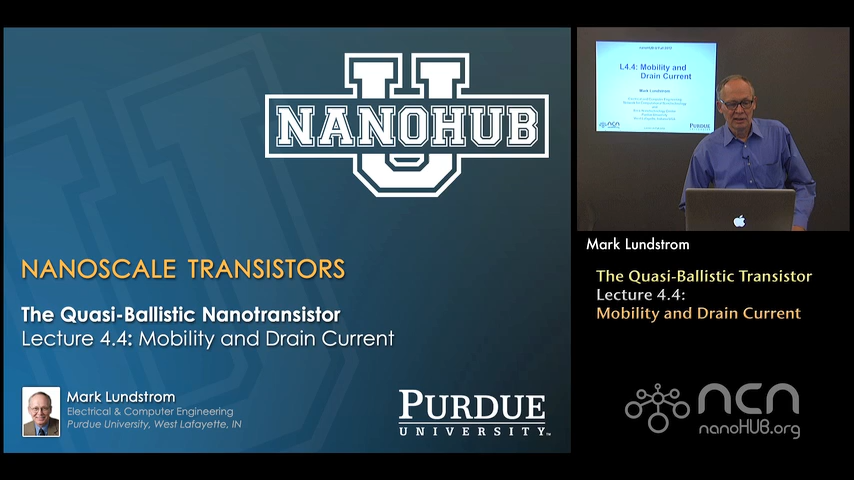 NANOHUB
U
NANOSCALE TRANSISTORS
The Quasi-Ballistic Nanotransistor
Lecture 4.4: Mobility and Drain Current
Mark Lundstrom
Electrical & Computer Engineering
Purdue University, West Lafayette, IN
PURDUE
UNIVERSITY
L4.4: Mobility and
Drain Current
Mark Lundstrom
PURDUE
Mark Lundstrom
The Quasi-Ballistic Transistor
Lecture 4.4:
Mobility and Drain Current
ncn
nanoHUB.org